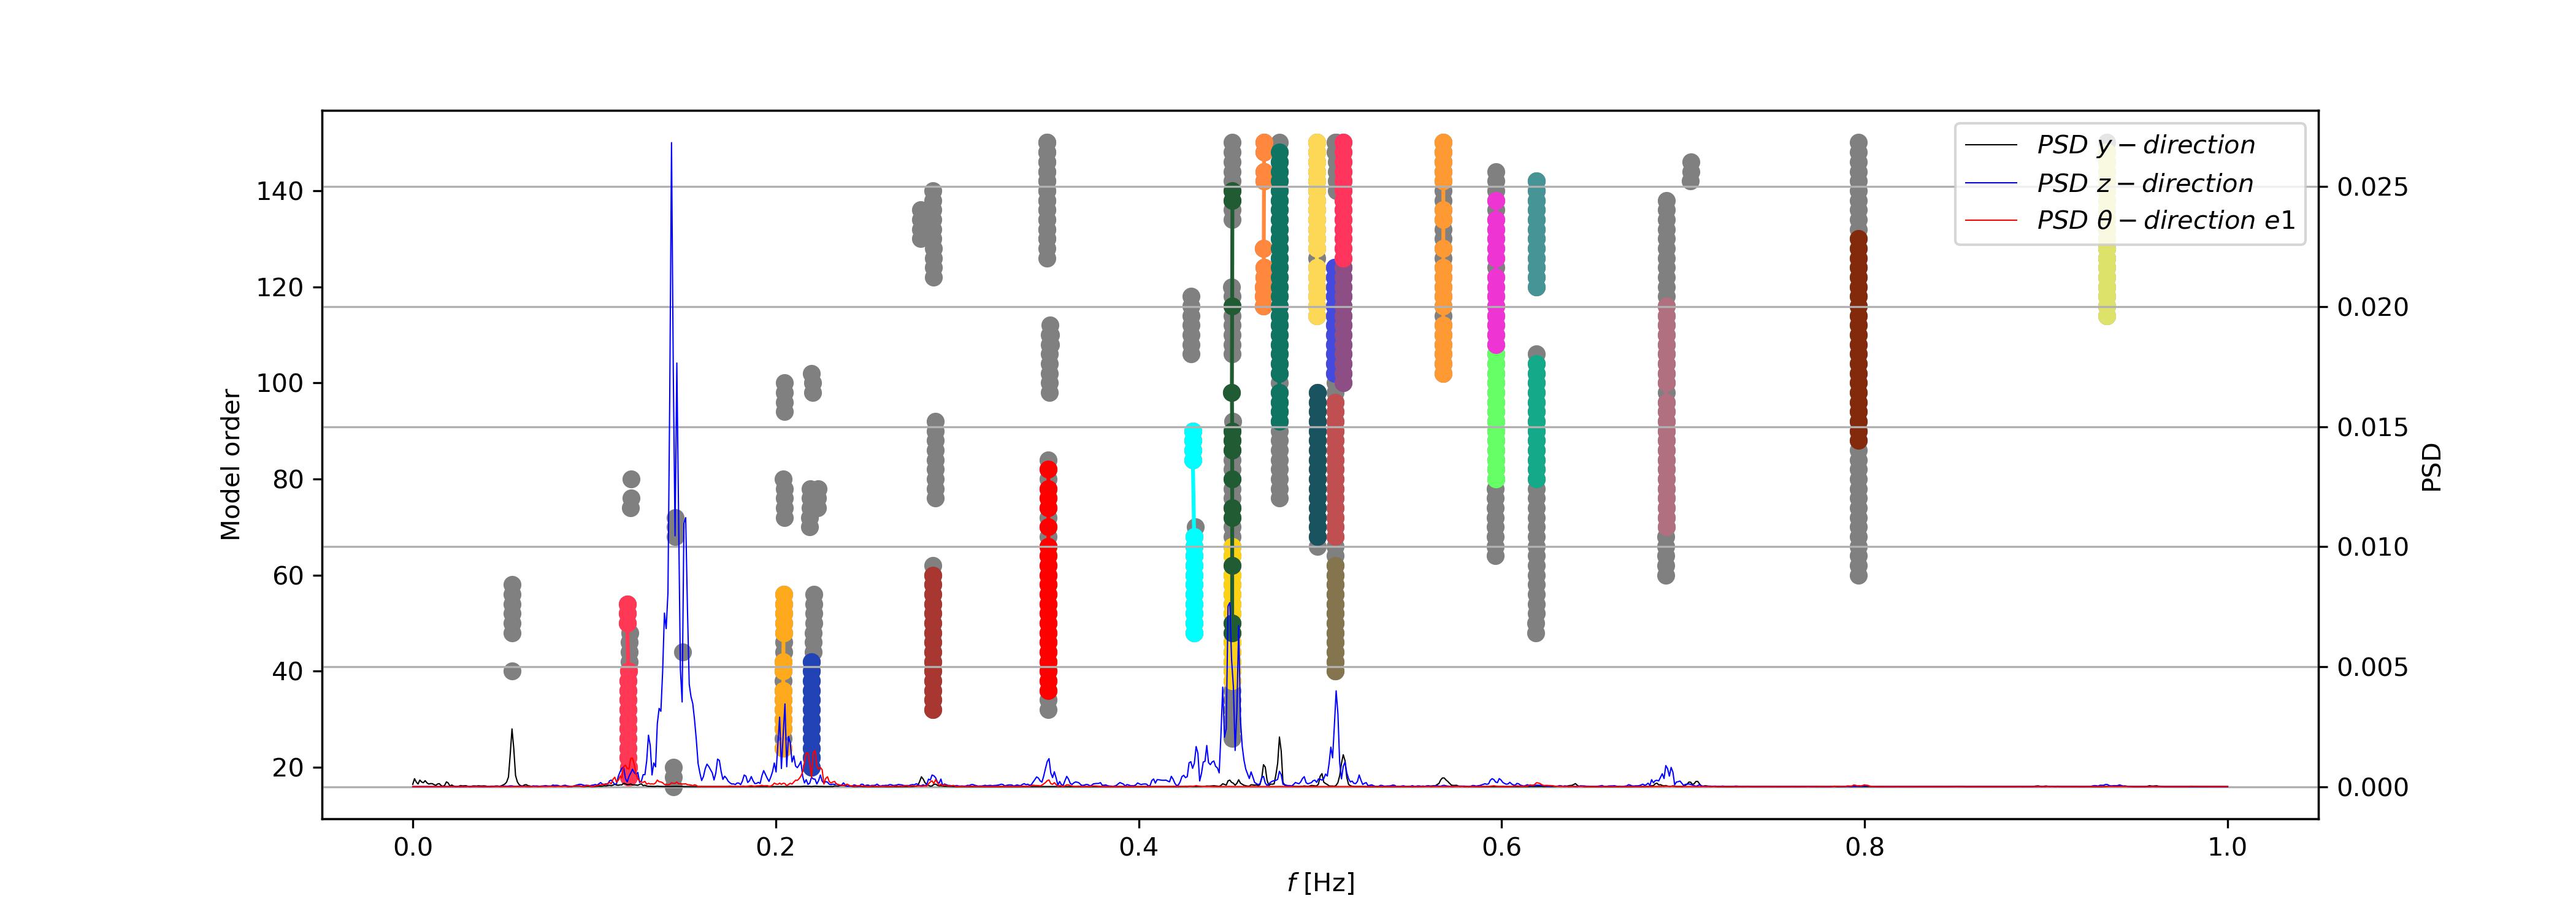 PSD y − direction
PSD z − direction
PSD θ − direction e1
140
120
100
80
60
40
20
Model order
0.025
0.020
0.015
0.010
0.005
0.000
PSD
0.0 0.2 0.4 0.6 0.8 1.0
f [Hz]